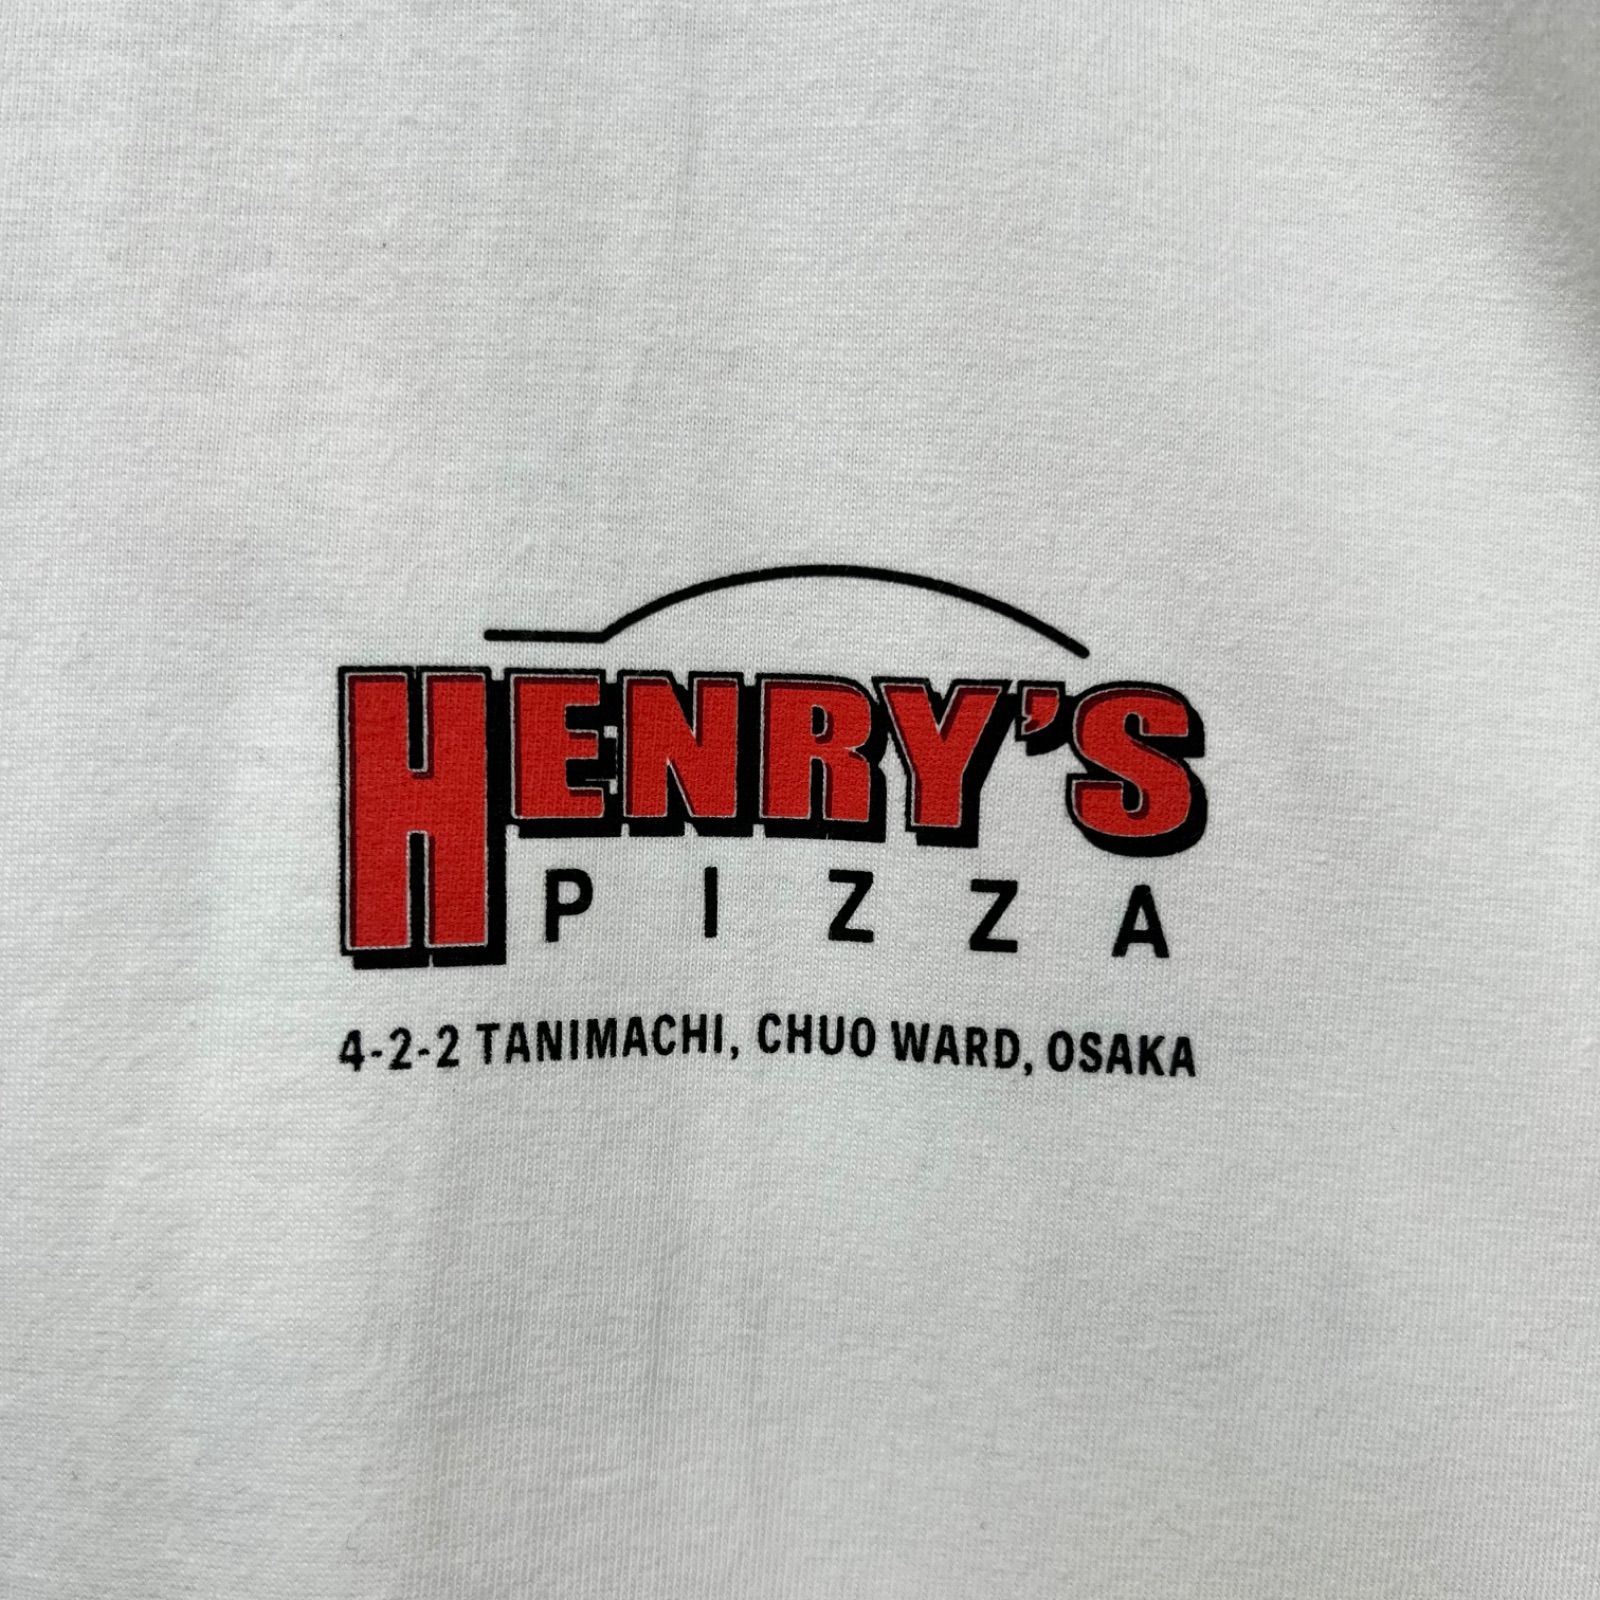 HENRY'S
PIZZA
4-2-2 TANIMACHI, CHUO WARD, OSAKA